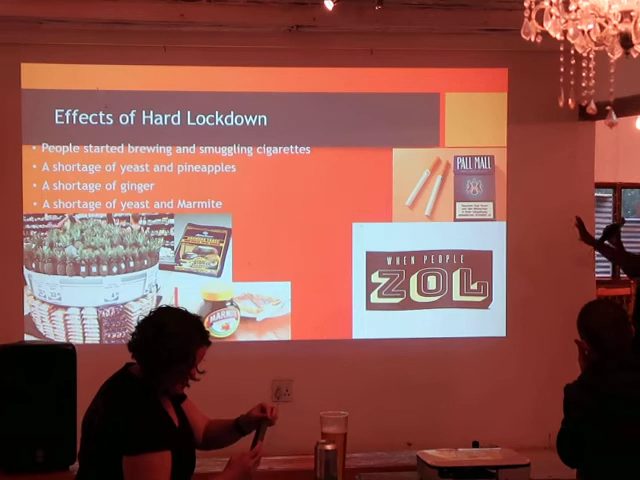 Effects of Hard Lockdown
• People started brewing and smuggling cigarettes
• A shortage of yeast and pineapples
• A shortage of ginger
• A shortage of yeast and Marmite
PALL MALL
MARMITE
WHEN PEOPLE
ZOL